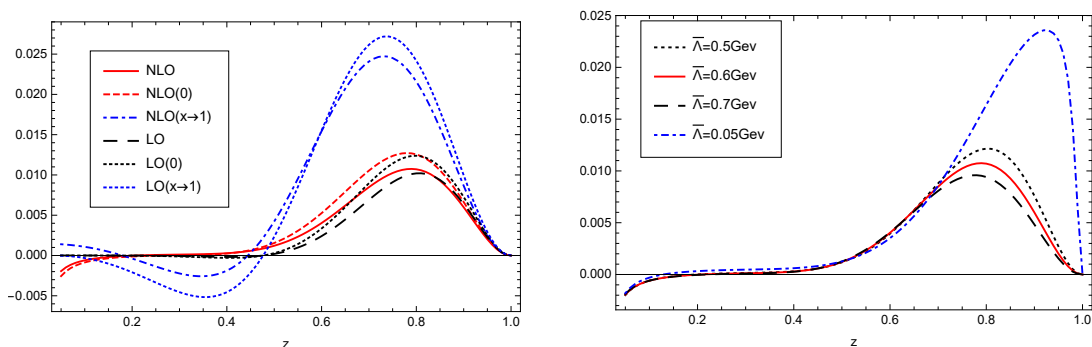 0.025
0.020
0.015
0.010
0.005
0.000
-0.005
NLO
NLO(0)
NLO(x→1)
LO
LO(0)
LO(x→1)
0.2 0.4 0.6 0.8 1.0
z
0.025
0.020
0.015
0.010
0.005
0.000
Λ̅=0.5Gev
Λ̅=0.6Gev
Λ̅=0.7Gev
Λ̅=0.05Gev
0.2 0.4 0.6 0.8 1.0
z